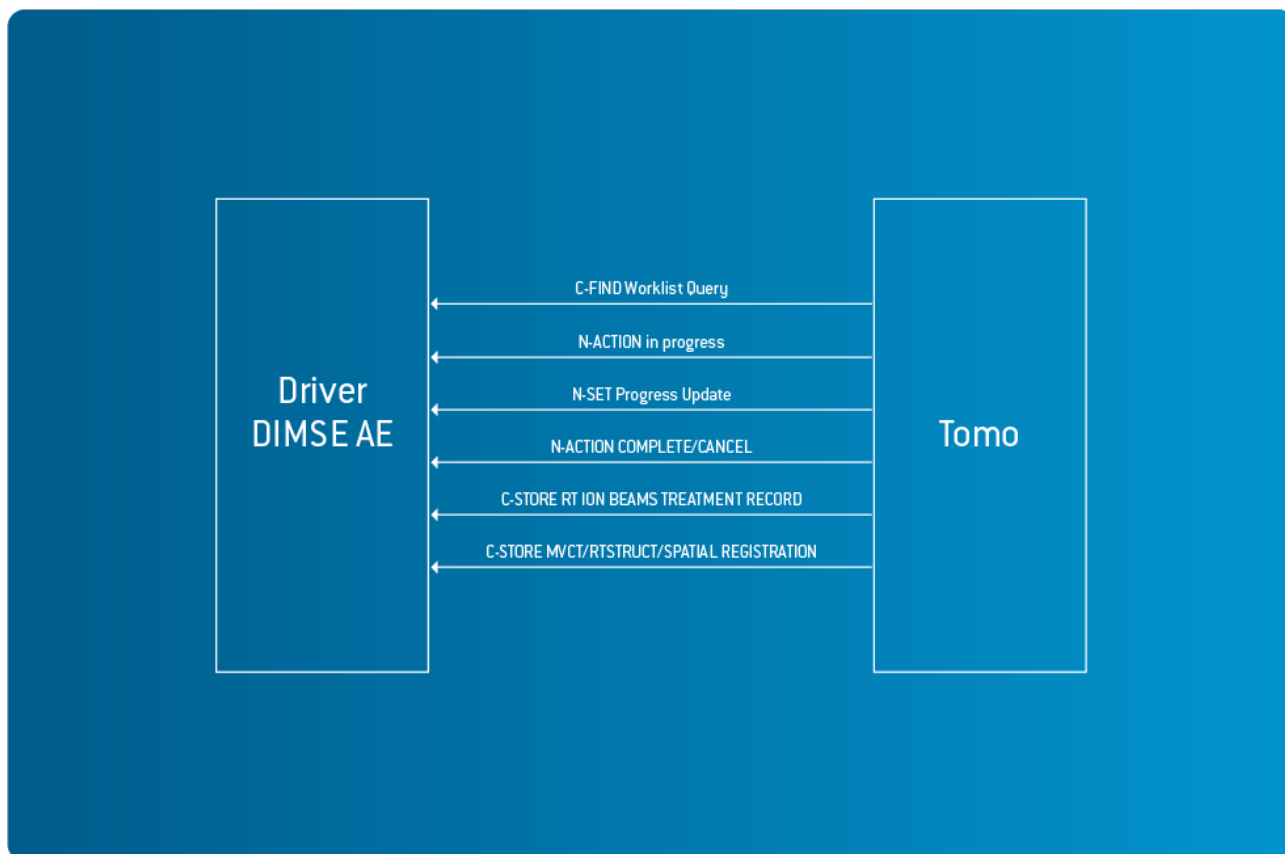 C-FIND Worklist Query
N-ACTION in progress
N-SET Progress Update
N-ACTION COMPLETE/CANCEL
C-STORE RT ION BEAMS TREATMENT RECORD
C-STORE MVCT/RTSTRUCT/SPATIAL REGISTRATION
Driver
DIMSE AE
Tomo